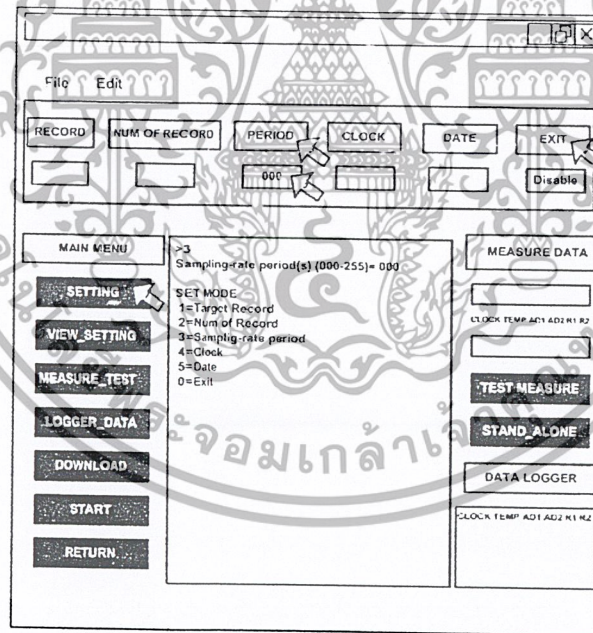 File Edit
RECORD NUM OF RECORD PERIOD CLOCK DATE EXIT
000 Disable
MAIN MENU
SETTING
VIEW_SETTING
MEASURE_TEST
LOGGER_DATA
DOWNLOAD
START
RETURN
>3
Sampling-rate period(s) (000-255)= 000
SET MODE
1=Target Record
2=Num of Record
3=Samplig-rate period
4=Clock
5=Date
0=Exit
MEASURE DATA
CLOCK TEMP AD1 AD2 R1 R2
TEST MEASURE
STAND_ALONE
DATA LOGGER
CLOCK TEMP AD1 AD2 R1 R2